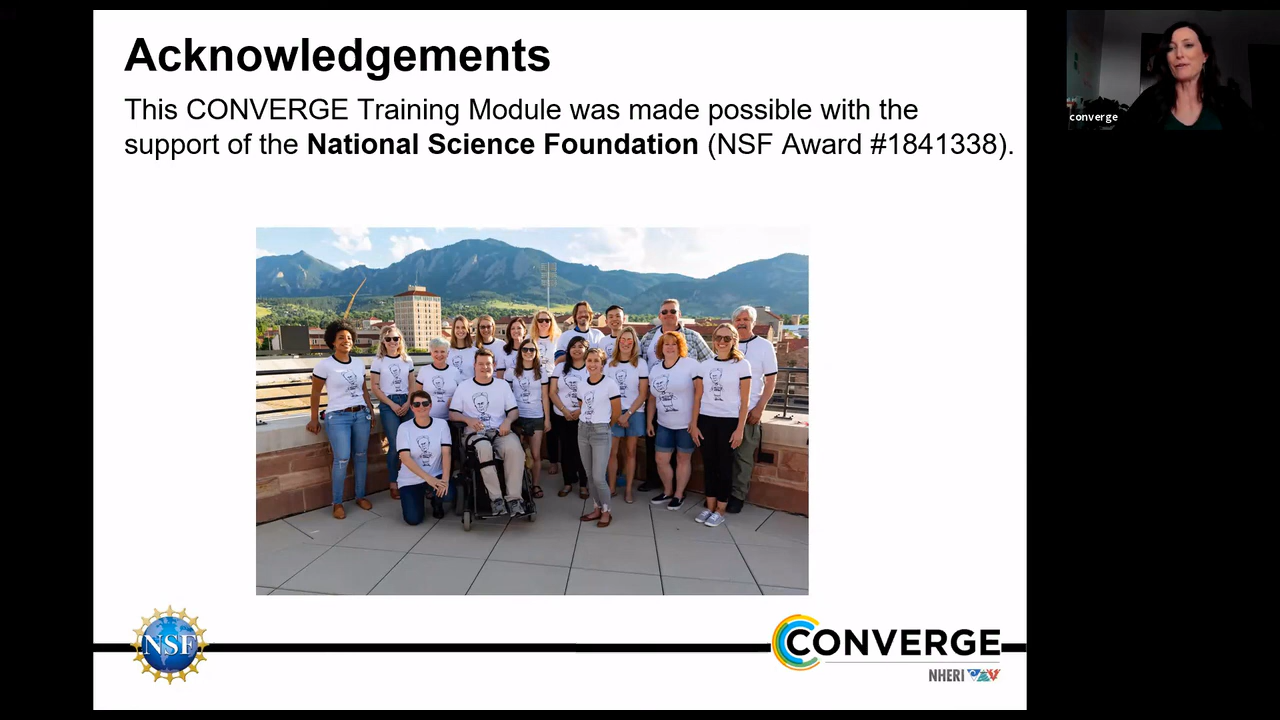 Acknowledgements
This CONVERGE Training Module was made possible with the
support of the National Science Foundation (NSF Award #1841338).
converge
NSF
CONVERGE
NHERI